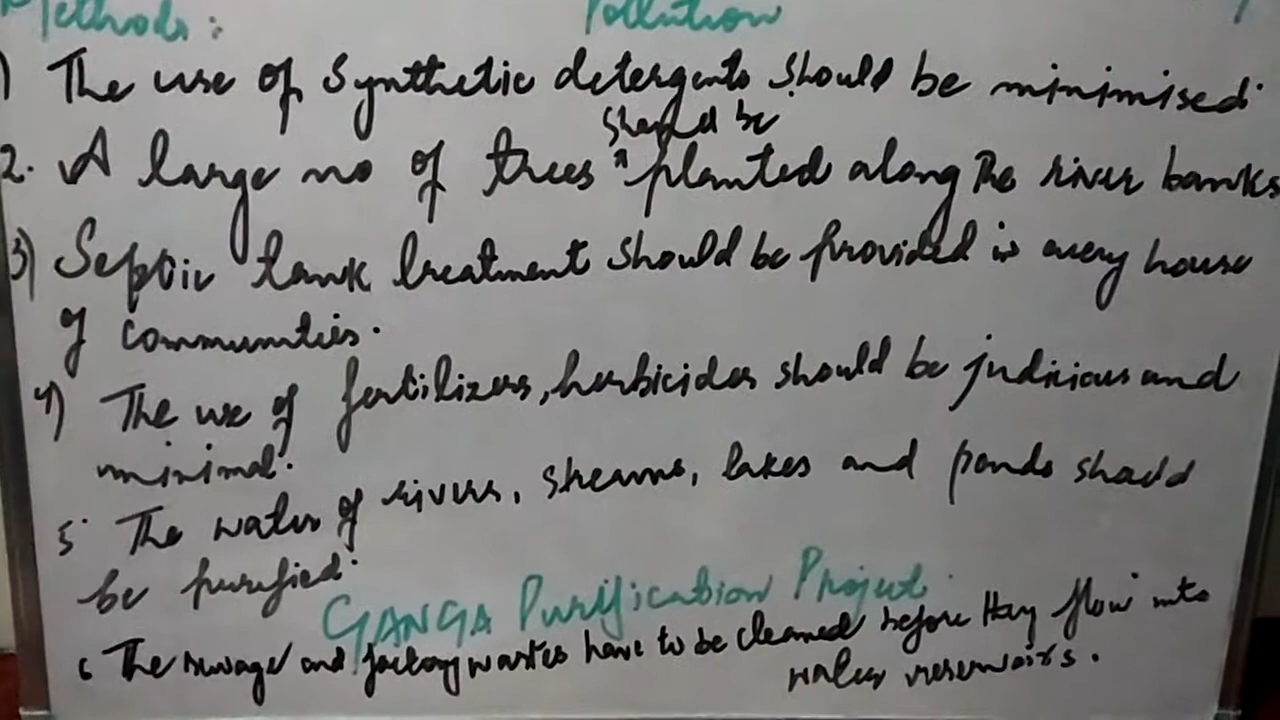 Methods: Pollution
1) The use of Synthetic detergents should be minimised.
should be
2. A large no of trees ^ planted along the river banks
3) Septic tank treatment should be provided in every house
of communities.
4) The use of fertilizers, herbicides should be judicious and
minimal.
5. The water of rivers, streams, lakes and ponds should
be purified.
GANGA Purification Project.
6 The sewage and factory wastes have to be cleaned before they flow into
water reservoirs.